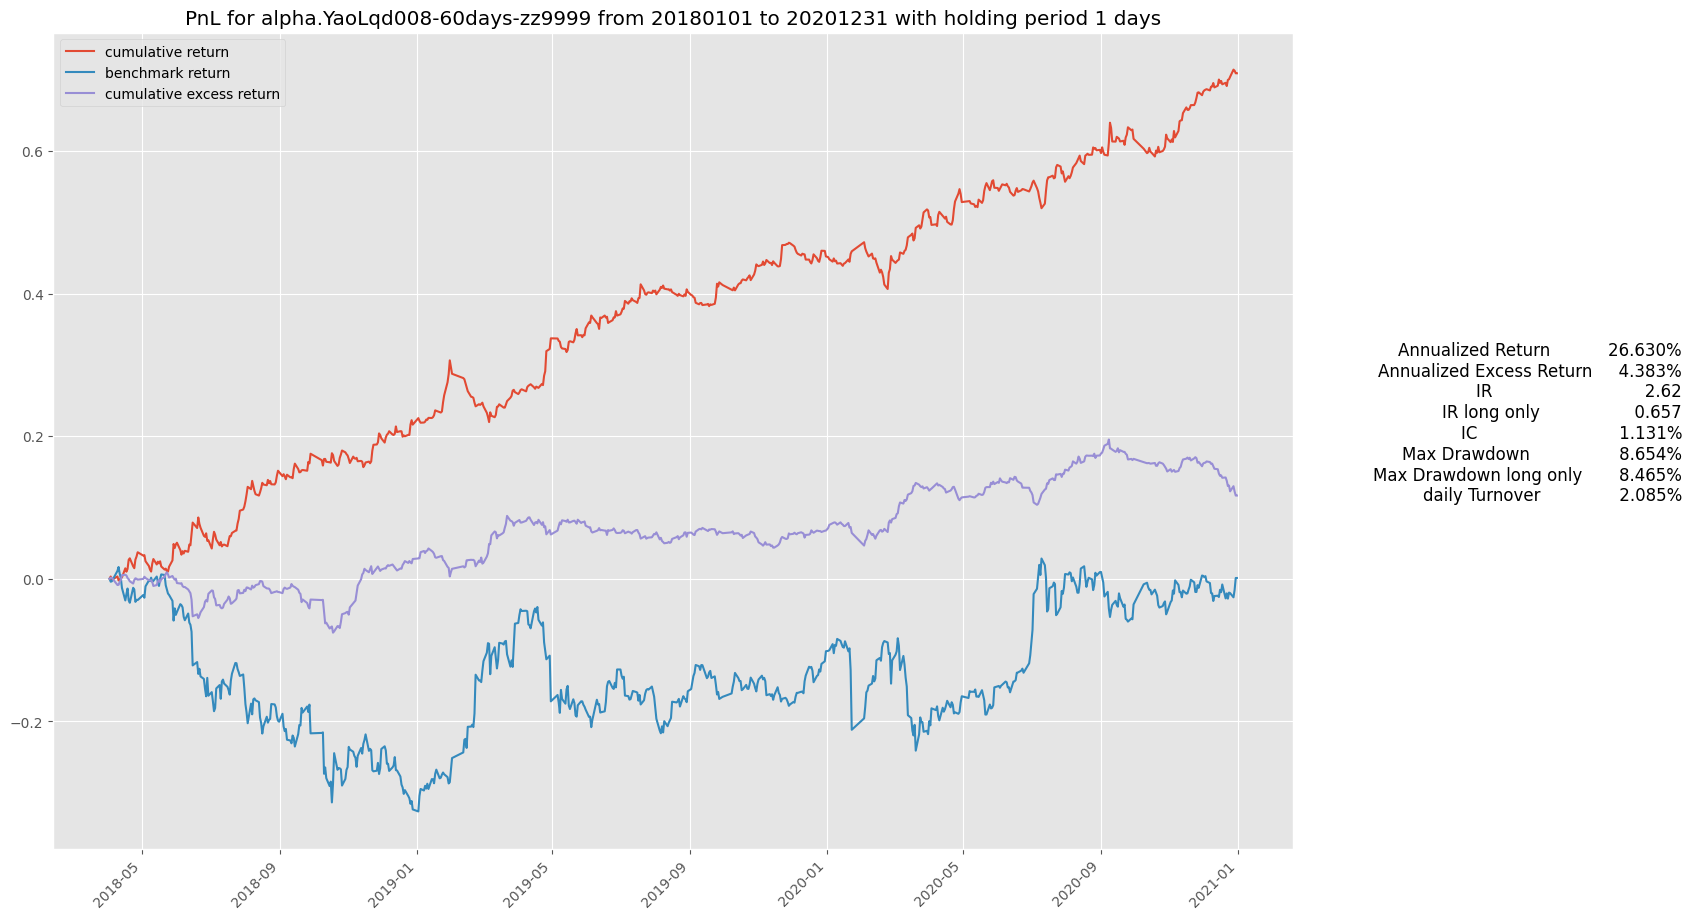 PnL for alpha.YaoLqd008-60days-zz9999 from 20180101 to 20201231 with holding period 1 days
cumulative return
benchmark return
cumulative excess return
0.6
0.4
0.2
0.0
−0.2
2018-05
2018-09
2019-01
2019-05
2019-09
2020-01
2020-05
2020-09
2021-01
Annualized Return 26.630%
Annualized Excess Return 4.383%
IR 2.62
IR long only 0.657
IC 1.131%
Max Drawdown 8.654%
Max Drawdown long only 8.465%
daily Turnover 2.085%